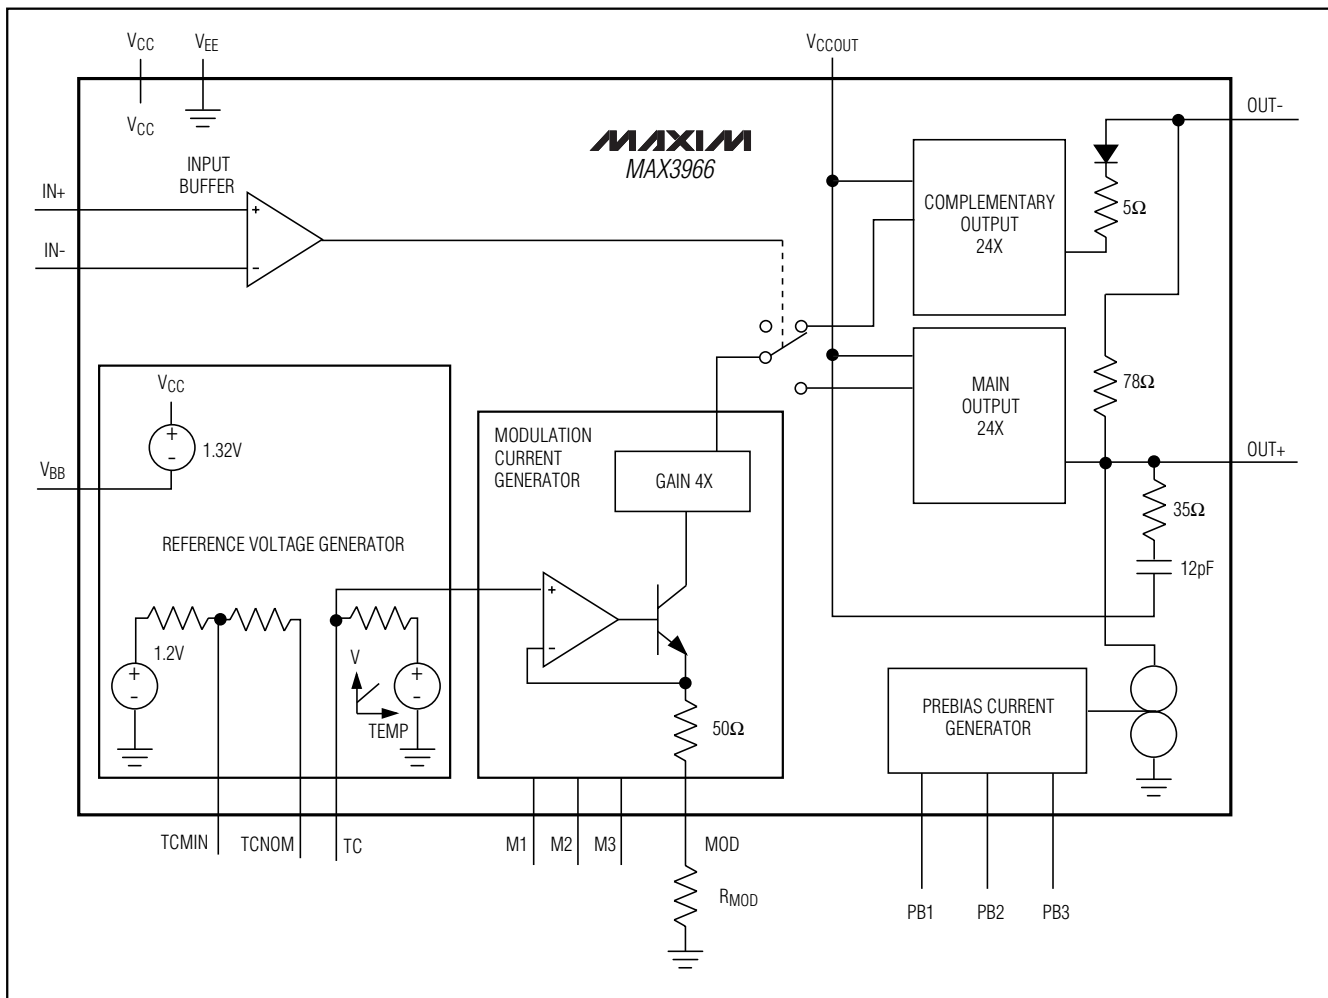 VCC
VEE
VCCOUT
VCC
OUT-
MAXIM
MAX3966
INPUT
BUFFER
IN+
IN-
+
-
COMPLEMENTARY
OUTPUT
24X
5Ω
MAIN
OUTPUT
24X
78Ω
OUT+
35Ω
12pF
VCC
+
-
1.32V
VBB
REFERENCE VOLTAGE GENERATOR
1.2V
+
-
V
TEMP
+
-
MODULATION
CURRENT
GENERATOR
GAIN 4X
+
-
50Ω
PREBIAS CURRENT
GENERATOR
TCMIN
TCNOM
TC
M1
M2
M3
MOD
RMOD
PB1
PB2
PB3